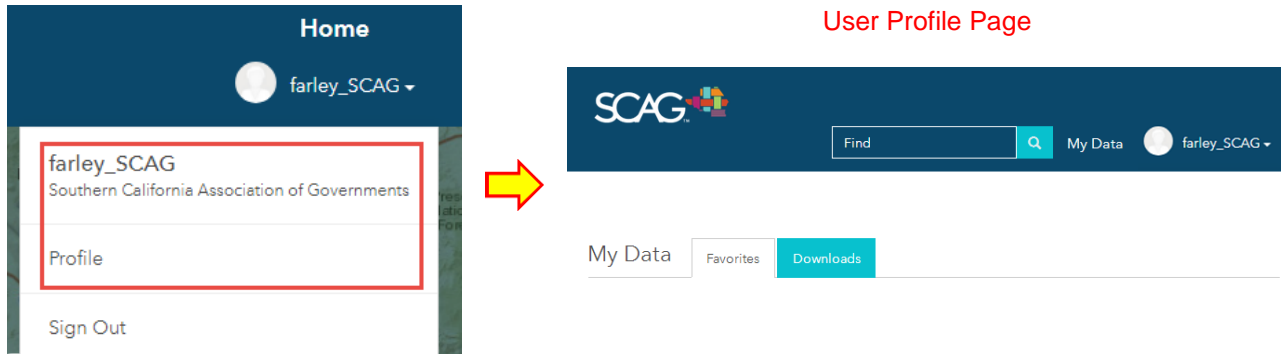 Home
farley_SCAG
farley_SCAG
Southern California Association of Governments
Profile
Sign Out
User Profile Page
SCAG™
Find
My Data
farley_SCAG
My Data
Favorites
Downloads